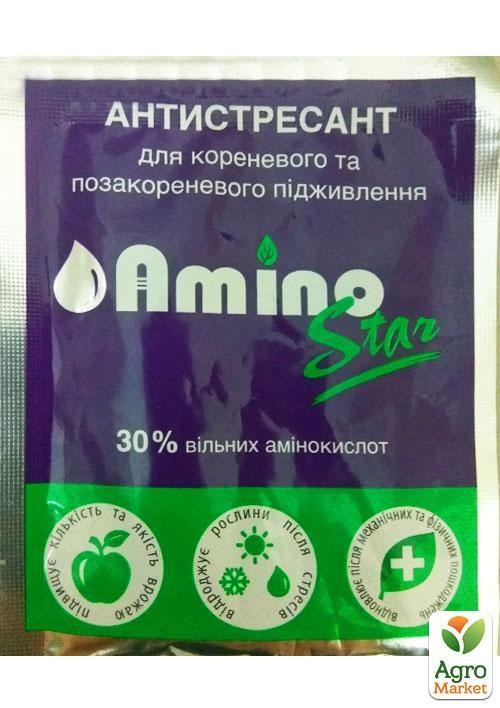 АНТИСТРЕСАНТ
для кореневого та
позакореневого підживлення
Amino
Star
30% вільних амінокислот
підвищує кількість та якість врожаю
відроджує рослини після стресів
відновлює після механічних та фізичних пошкоджень
Agro
Market